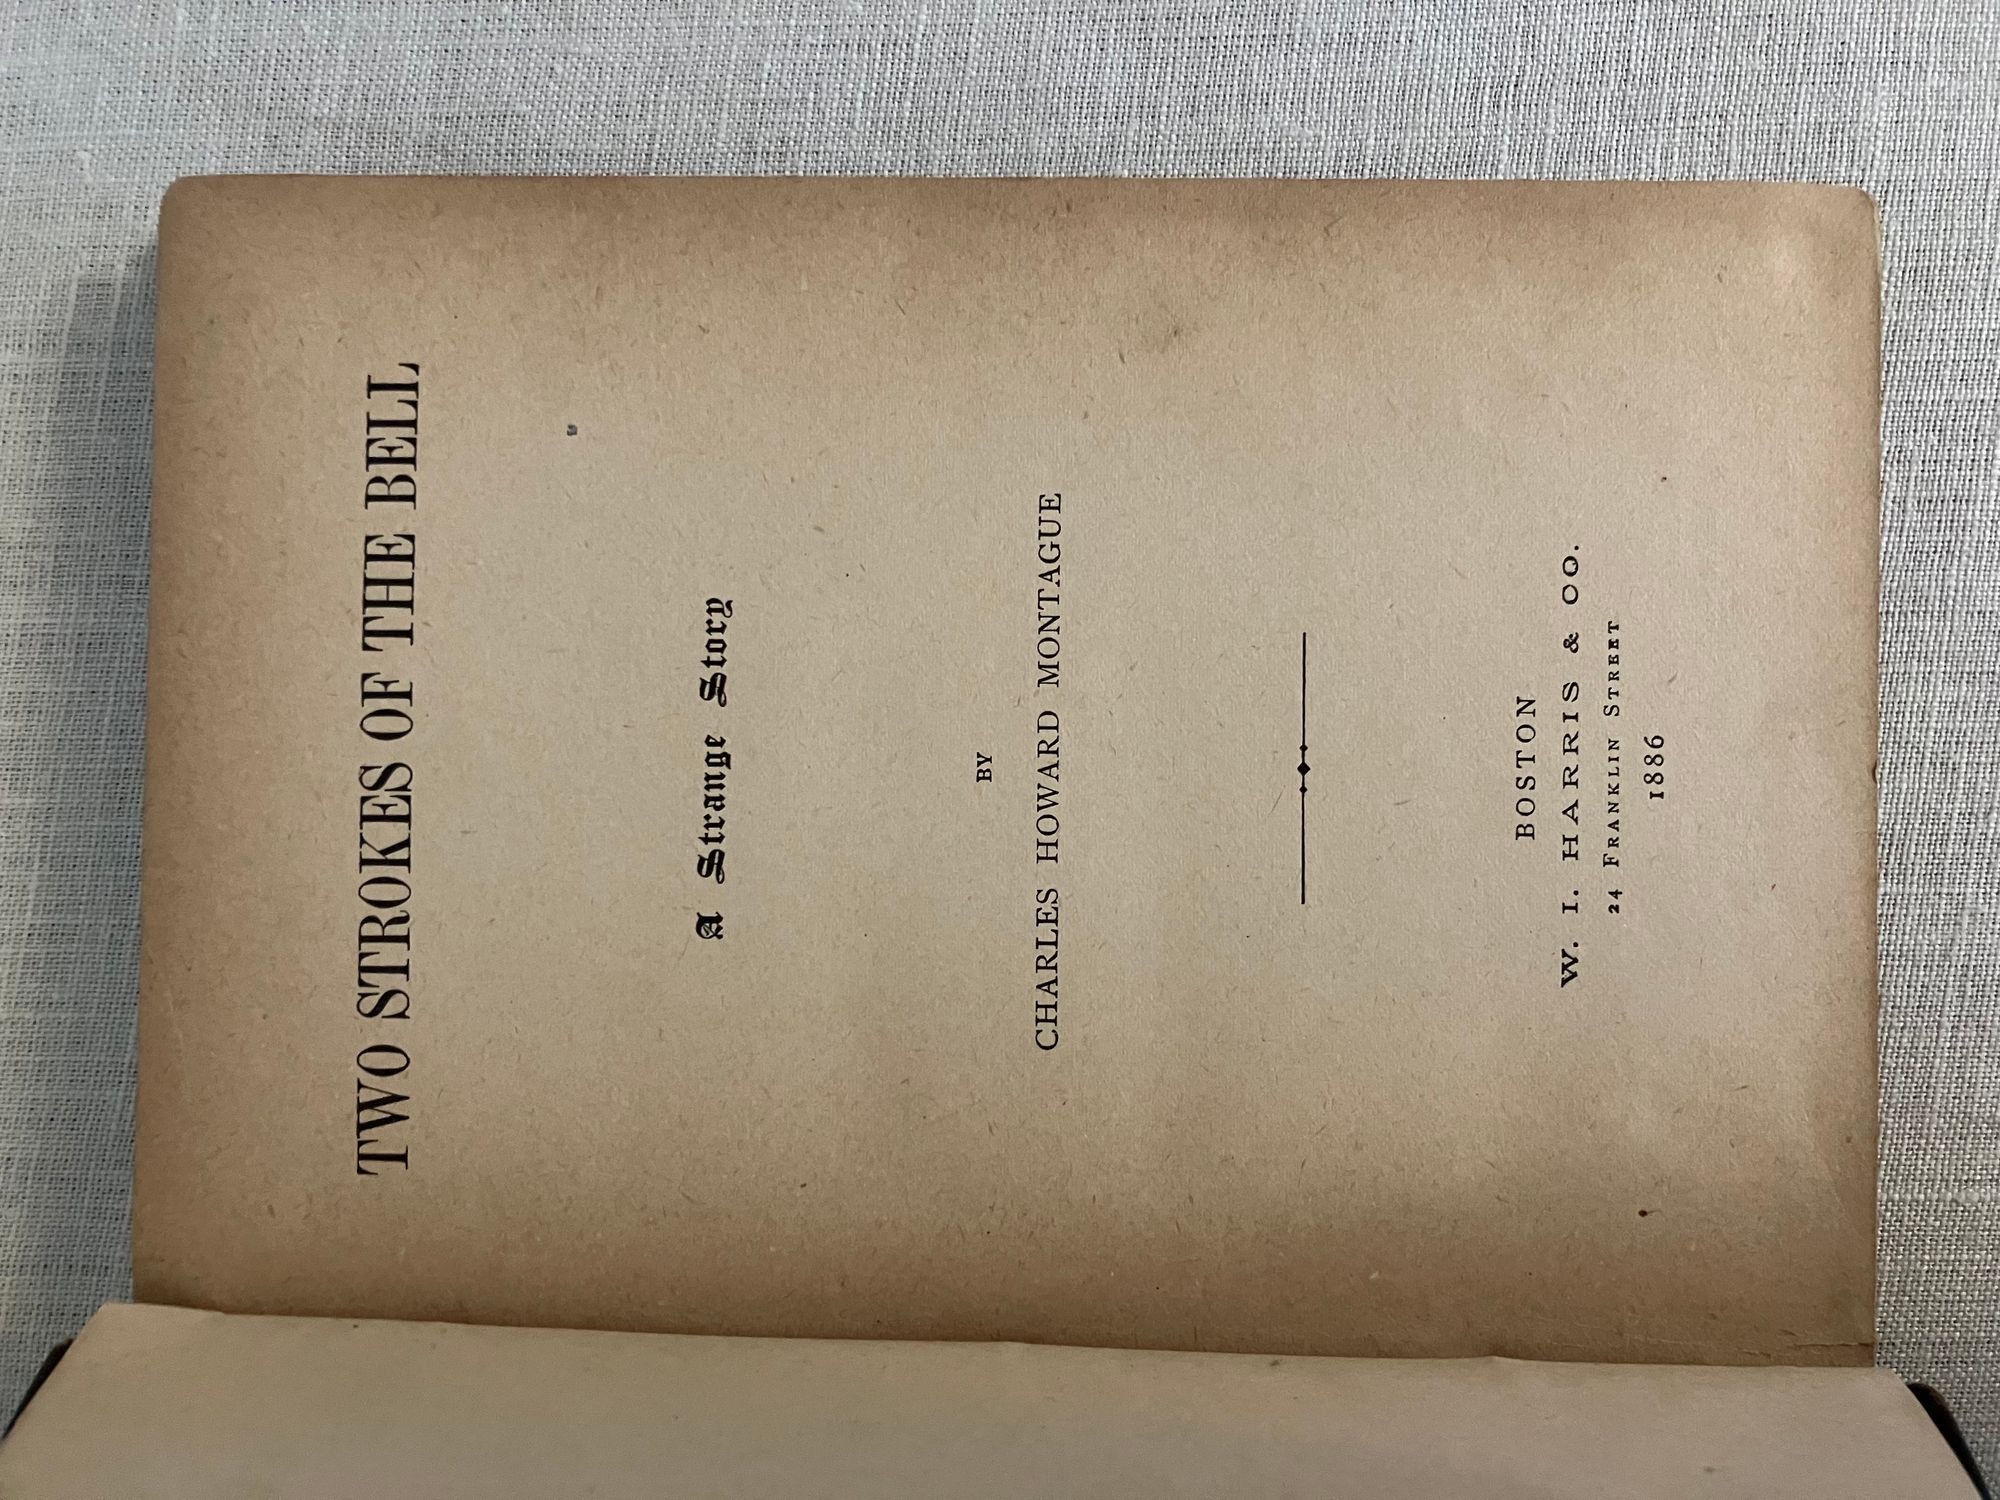 TWO STROKES OF THE BELL
A Strange Story
BY
CHARLES HOWARD MONTAGUE
BOSTON
W. I. HARRIS & CO.
24 FRANKLIN STREET
1886